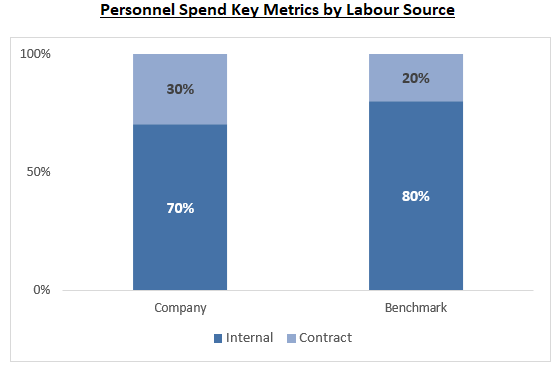 Personnel Spend Key Metrics by Labour Source
100%
30%
20%
50%
70%
80%
0%
Company
Benchmark
Internal
Contract